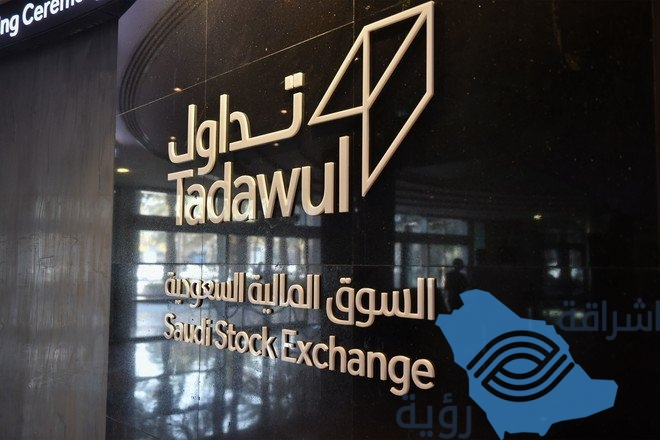 ing Ceremo
تداول
Tadawul
السوق المالية السعودية
Saudi Stock Exchange
اشراقة
رؤية